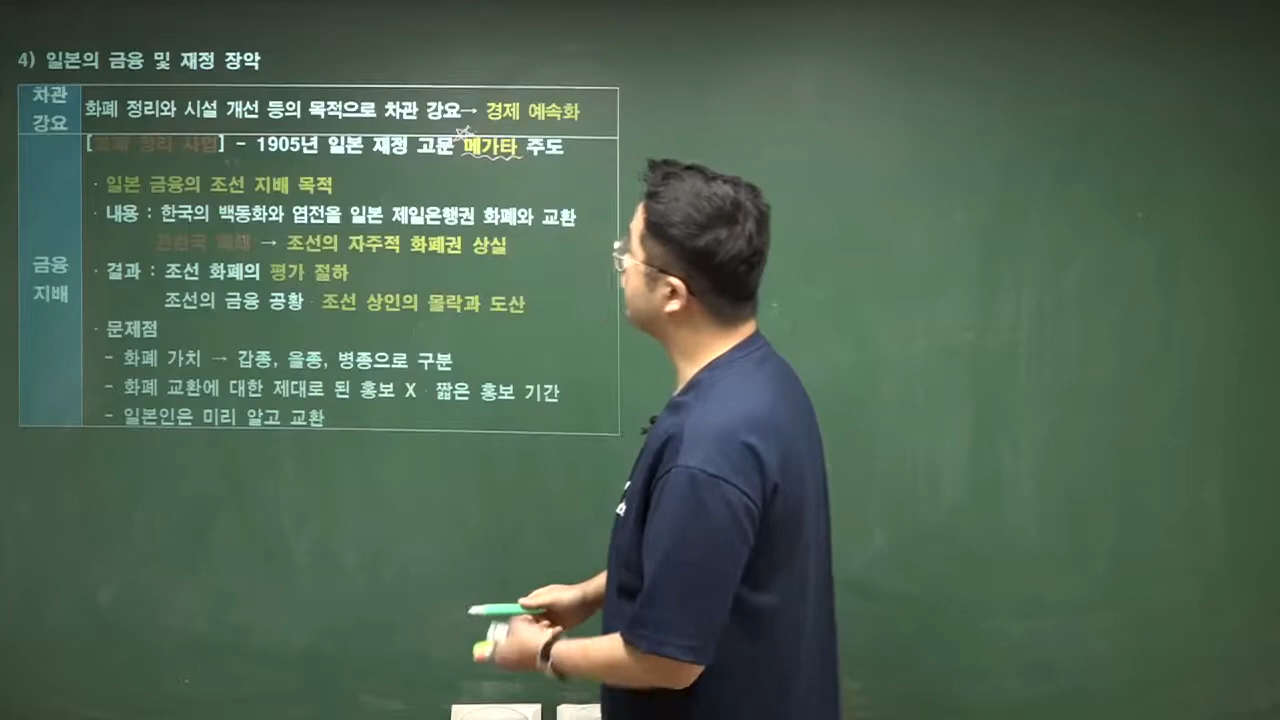 4) 일본의 금융 및 재정 장악
차관
강요
화폐 정리와 시설 개선 등의 목적으로 차관 강요→ 경제 예속화
금융
지배
[화폐 정리 사업] - 1905년 일본 재정 고문 메가타 주도
· 일본 금융의 조선 지배 목적
· 내용 : 한국의 백동화와 엽전을 일본 제일은행권 화폐와 교환
→ 조선의 자주적 화폐권 상실
· 결과 : 조선 화폐의 평가 절하
조선의 금융 공황 · 조선 상인의 몰락과 도산
· 문제점
- 화폐 가치 → 갑종, 을종, 병종으로 구분
- 화폐 교환에 대한 제대로 된 홍보 X · 짧은 홍보 기간
- 일본인은 미리 알고 교환